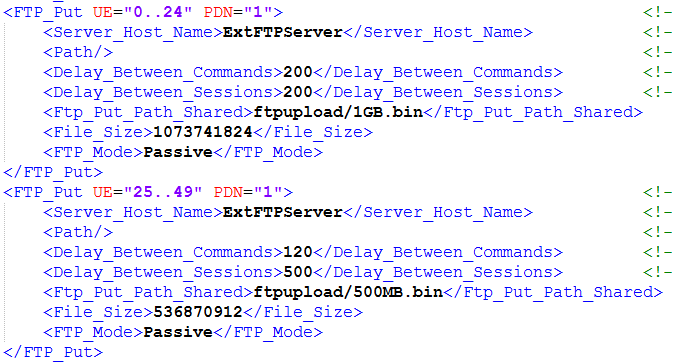 <FTP_Put UE="0..24" PDN="1"> <!-
<Server_Host_Name>ExtFTPServer</Server_Host_Name> <!-
<Path/> <!-
<Delay_Between_Commands>200</Delay_Between_Commands> <!-
<Delay_Between_Sessions>200</Delay_Between_Sessions> <!-
<Ftp_Put_Path_Shared>ftpupload/1GB.bin</Ftp_Put_Path_Shared>
<File_Size>1073741824</File_Size>
<FTP_Mode>Passive</FTP_Mode>
</FTP_Put>
<FTP_Put UE="25..49" PDN="1"> <!-
<Server_Host_Name>ExtFTPServer</Server_Host_Name> <!-
<Path/> <!-
<Delay_Between_Commands>120</Delay_Between_Commands> <!-
<Delay_Between_Sessions>500</Delay_Between_Sessions> <!-
<Ftp_Put_Path_Shared>ftpupload/500MB.bin</Ftp_Put_Path_Shared>
<File_Size>536870912</File_Size>
<FTP_Mode>Passive</FTP_Mode>
</FTP_Put>